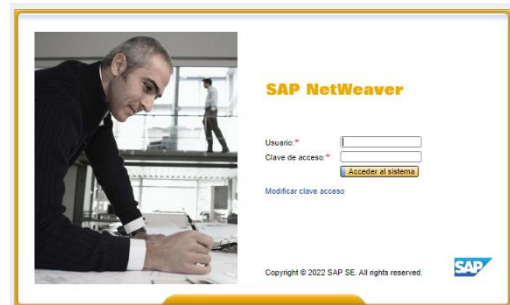 SAP NetWeaver
Usuario:*
Clave de acceso:*
Acceder al sistema
Modificar clave acceso
Copyright © 2022 SAP SE. All rights reserved.
SAP